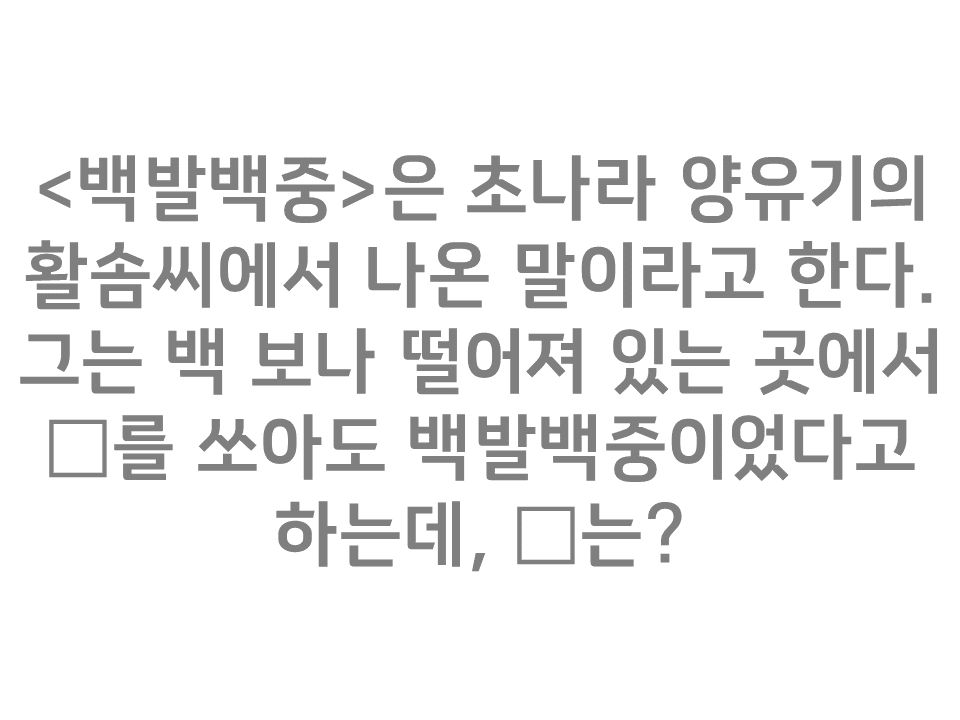 <백발백중>은 초나라 양유기의
활솜씨에서 나온 말이라고 한다.
그는 백 보나 떨어져 있는 곳에서
□를 쏘아도 백발백중이었다고
하는데, □는?